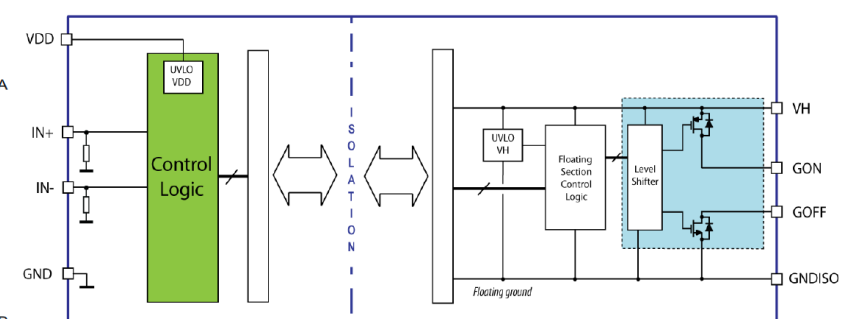 VDD
UVLO
VDD
A
IN+
IN-
Control
Logic
GND
ISOLATION
UVLO
VH
Floating
Section
Control
Logic
Level
Shifter
VH
GON
GOFF
GNDISO
Floating ground